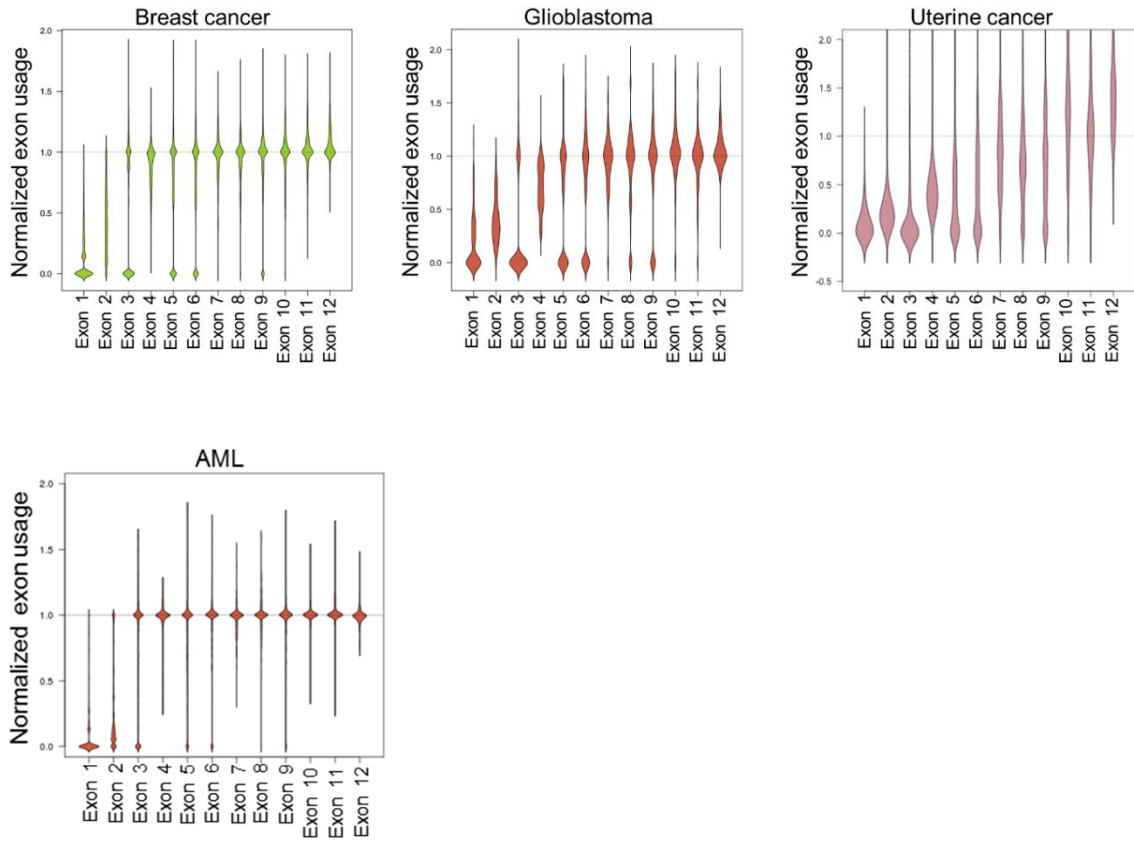 Breast cancer
Normalized exon usage
2.0
1.5
1.0
0.5
0.0
Exon 1
Exon 2
Exon 3
Exon 4
Exon 5
Exon 6
Exon 7
Exon 8
Exon 9
Exon 10
Exon 11
Exon 12
Glioblastoma
Normalized exon usage
2.0
1.5
1.0
0.5
0.0
Exon 1
Exon 2
Exon 3
Exon 4
Exon 5
Exon 6
Exon 7
Exon 8
Exon 9
Exon 10
Exon 11
Exon 12
Uterine cancer
Normalized exon usage
2.0
1.5
1.0
0.5
0.0
-0.5
Exon 1
Exon 2
Exon 3
Exon 4
Exon 5
Exon 6
Exon 7
Exon 8
Exon 9
Exon 10
Exon 11
Exon 12
AML
Normalized exon usage
2.0
1.5
1.0
0.5
0.0
Exon 1
Exon 2
Exon 3
Exon 4
Exon 5
Exon 6
Exon 7
Exon 8
Exon 9
Exon 10
Exon 11
Exon 12